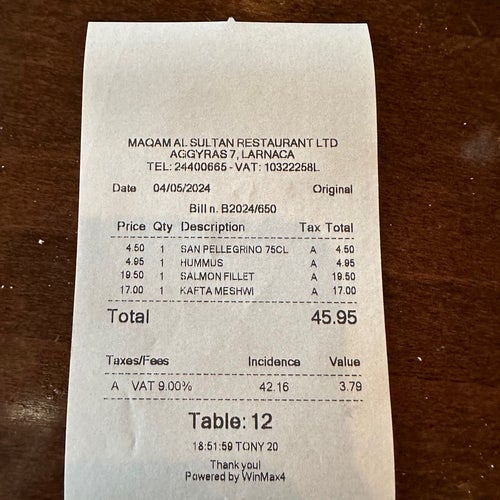 MAQAM AL SULTAN RESTAURANT LTD
AGGYRAS 7, LARNACA
TEL: 24400665 - VAT: 10322258L
Date 04/05/2024 Original
Bill n. B2024/650
Price Qty Description Tax Total
4.50 1 SAN PELLEGRINO 75CL A 4.50
4.95 1 HUMMUS A 4.95
19.50 1 SALMON FILLET A 19.50
17.00 1 KAFTA MESHWI A 17.00
Total 45.95
Taxes/Fees Incidence Value
A VAT 9.00% 42.16 3.79
Table: 12
18:51:59 TONY 20
Thank you!
Powered by WinMax4